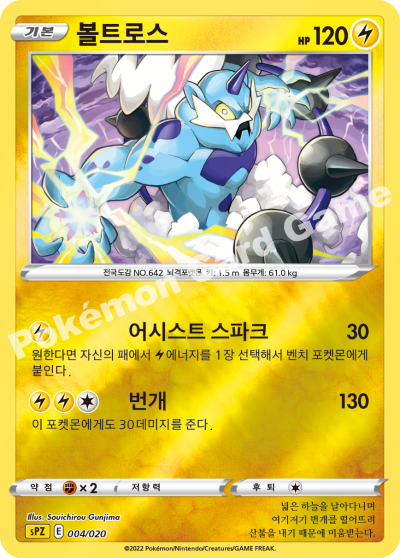 기본 볼트로스 HP 120
전국도감 NO.642 뇌격포켓몬 키: 1.5 m 몸무게: 61.0 kg
Pokémon Card Game
어시스트 스파크 30
원한다면 자신의 패에서 에너지를 1장 선택해서 벤치 포켓몬에게
붙인다.
번개 130
이 포켓몬에게도 30데미지를 준다.
약점 ×2 저항력 후퇴
Illus. Souichirou Gunjima
sPZ E 004/020
넓은 하늘을 날아다니며
여기저기 번개를 떨어뜨려
산불을 내기 때문에 미움받는다.
©2022 Pokémon/Nintendo/Creatures/GAME FREAK.